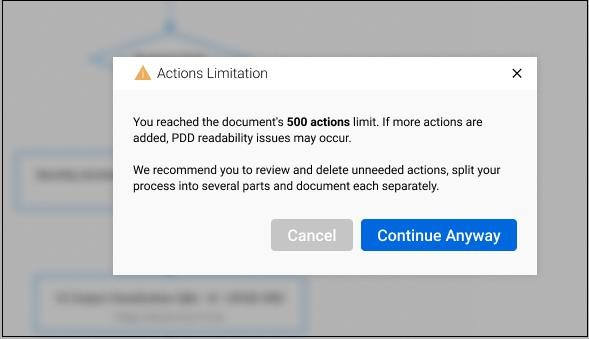 Actions Limitation
You reached the document's 500 actions limit. If more actions are
added, PDD readability issues may occur.
We recommend you to review and delete unneeded actions, split your
process into several parts and document each separately.
Cancel
Continue Anyway